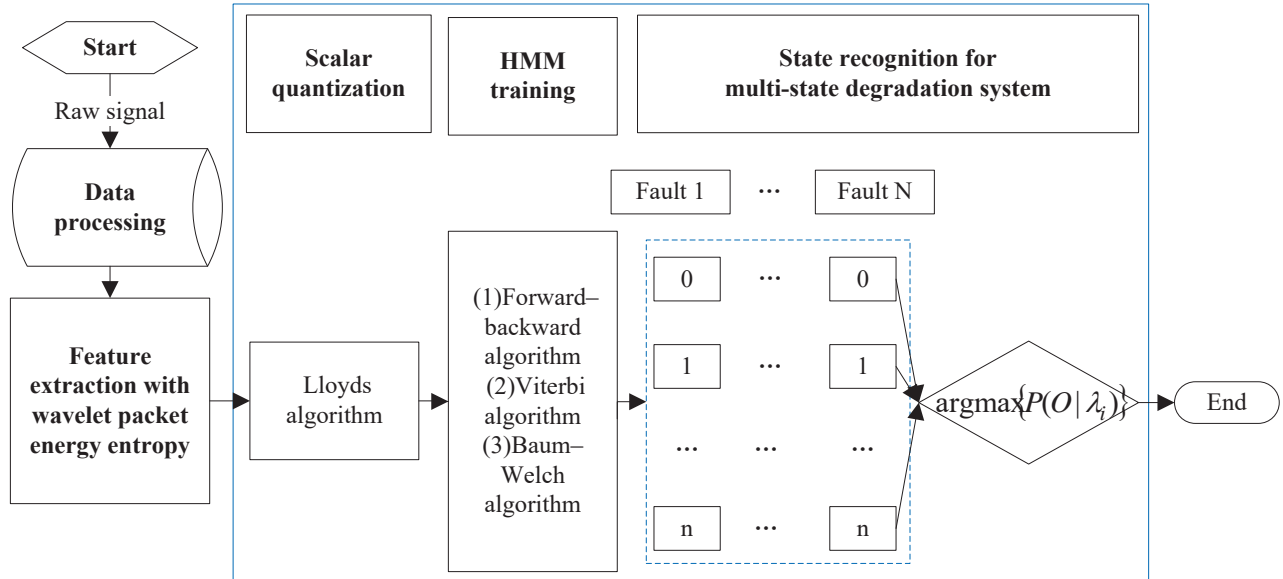 Start
Raw signal
Data
processing
Feature
extraction with
wavelet packet
energy entropy
Scalar
quantization
Lloyds
algorithm
HMM
training
(1)Forward–
backward
algorithm
(2)Viterbi
algorithm
(3)Baum–
Welch
algorithm
State recognition for
multi-state degradation system
Fault 1 ··· Fault N
0 ··· 0
1 ··· 1
··· ··· ···
n ··· n
argmax{P(O | λi)}
End